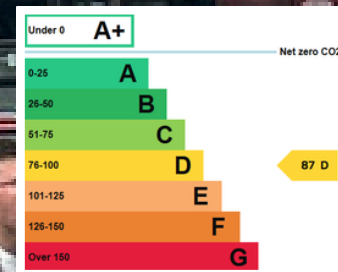 Under 0 A+
Net zero CO2
0-25 A
26-50 B
51-75 C
76-100 D 87 D
101-125 E
126-150 F
Over 150 G